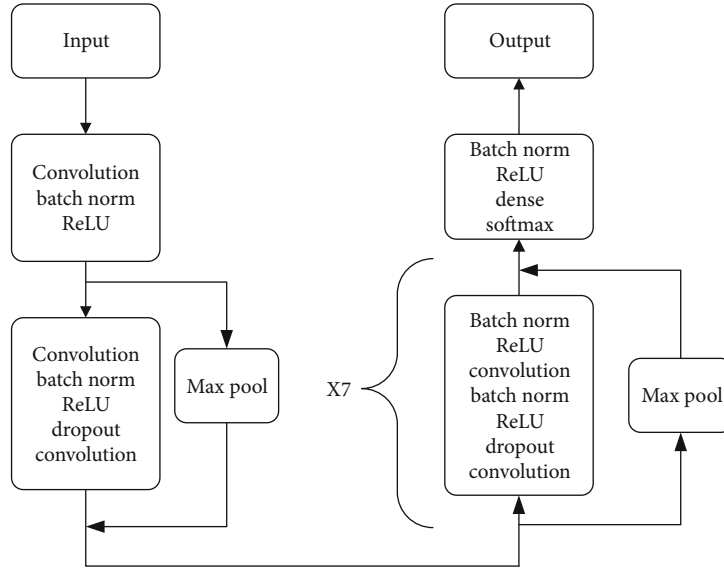 Input
Convolution
batch norm
ReLU
Convolution
batch norm
ReLU
dropout
convolution
Max pool
Output
Batch norm
ReLU
dense
softmax
X7
Batch norm
ReLU
convolution
batch norm
ReLU
dropout
convolution
Max pool